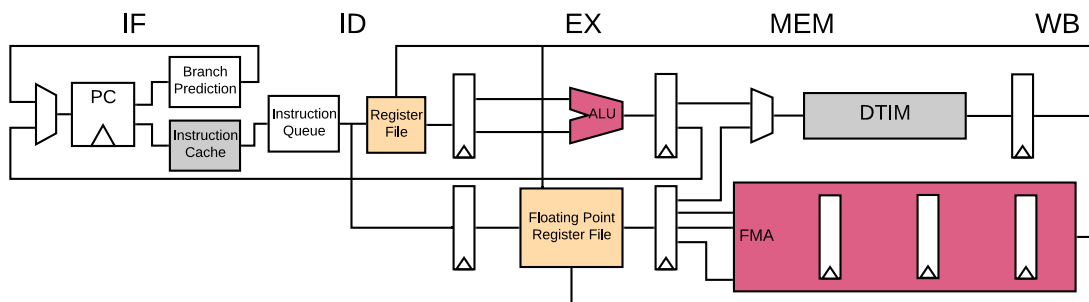 IF
ID
EX
MEM
WB
PC
Branch
Prediction
Instruction
Cache
Instruction
Queue
Register
File
ALU
DTIM
Floating Point
Register File
FMA